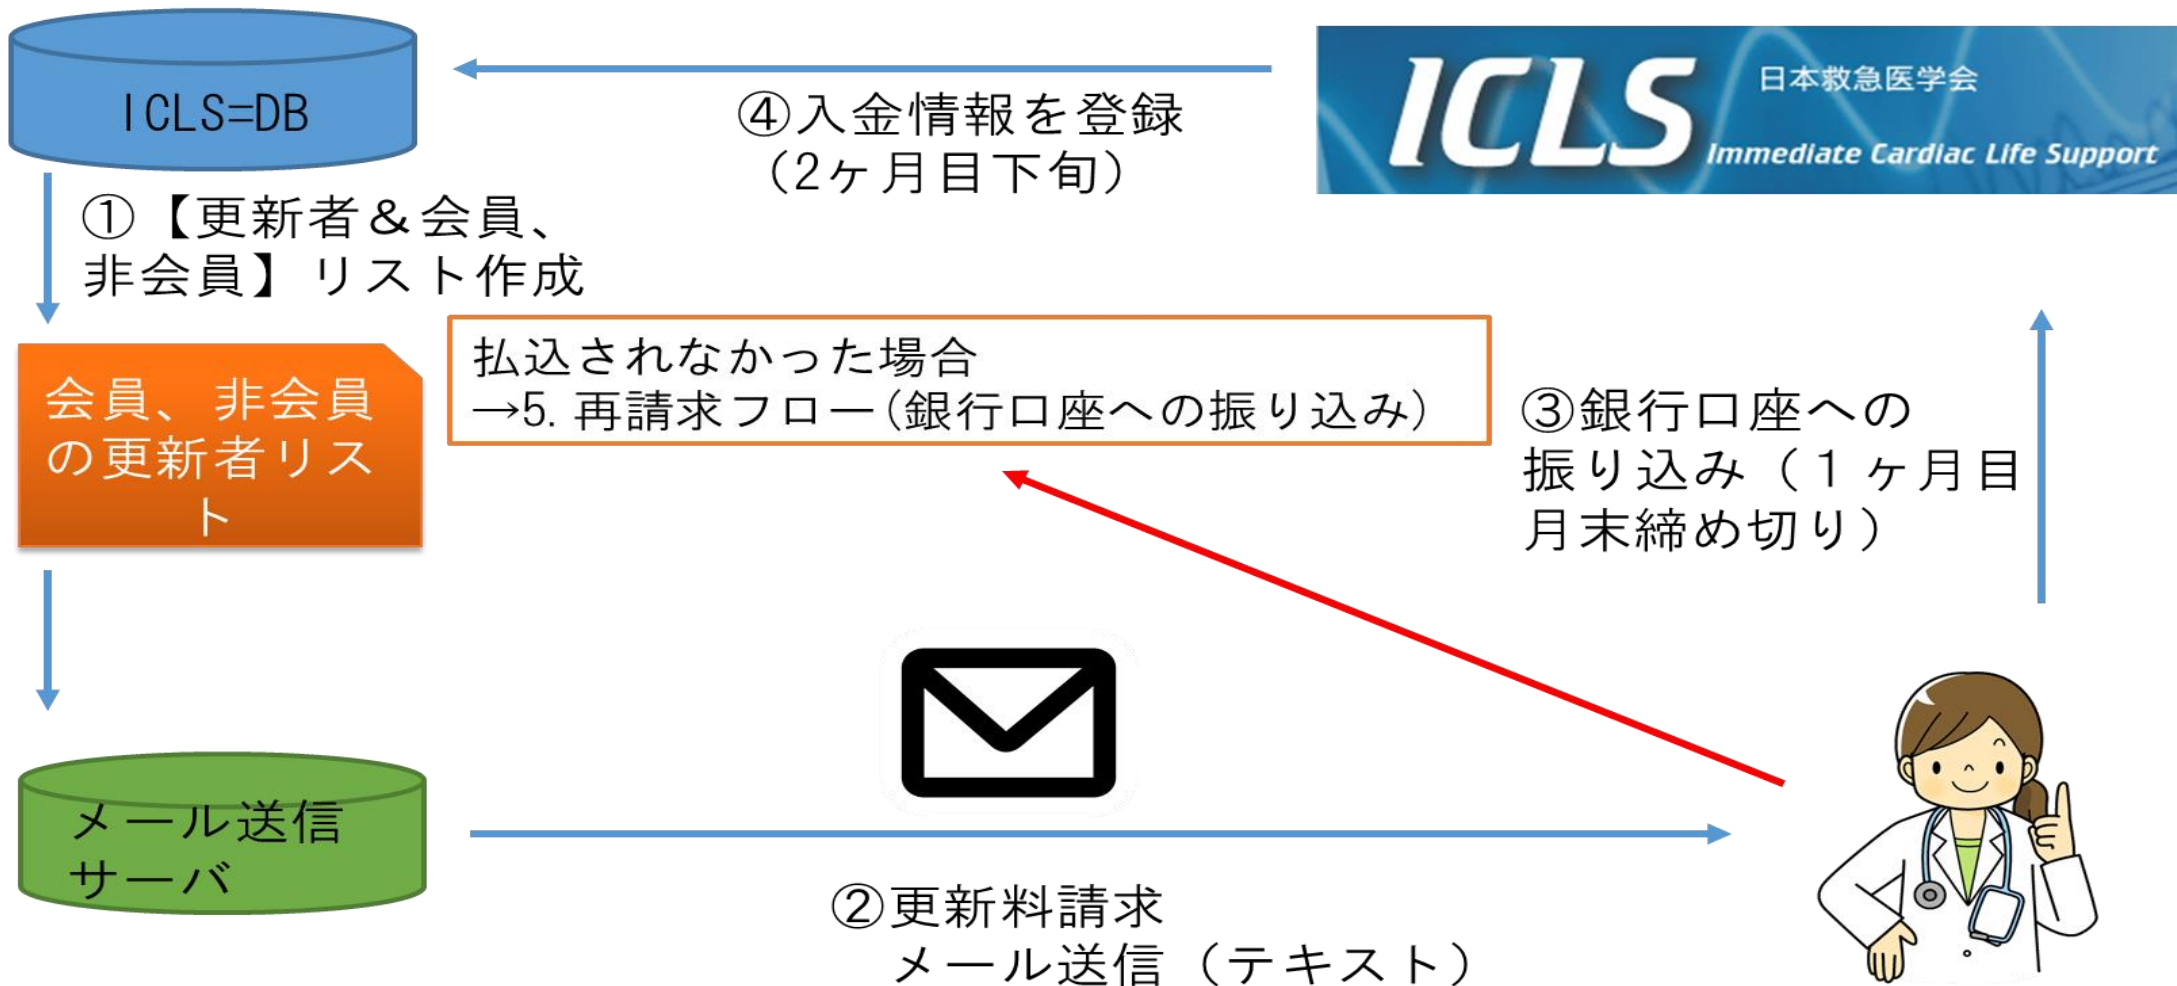 ICLS=DB
④入金情報を登録
（2ヶ月目下旬）
ICLS
日本救急医学会
Immediate Cardiac Life Support
①【更新者＆会員、
非会員】リスト作成
会員、非会員
の更新者リス
ト
払込されなかった場合
→5. 再請求フロー(銀行口座への振り込み)
③銀行口座への
振り込み（1ヶ月目
月末締め切り）
メール送信
サーバ
②更新料請求
メール送信（テキスト）